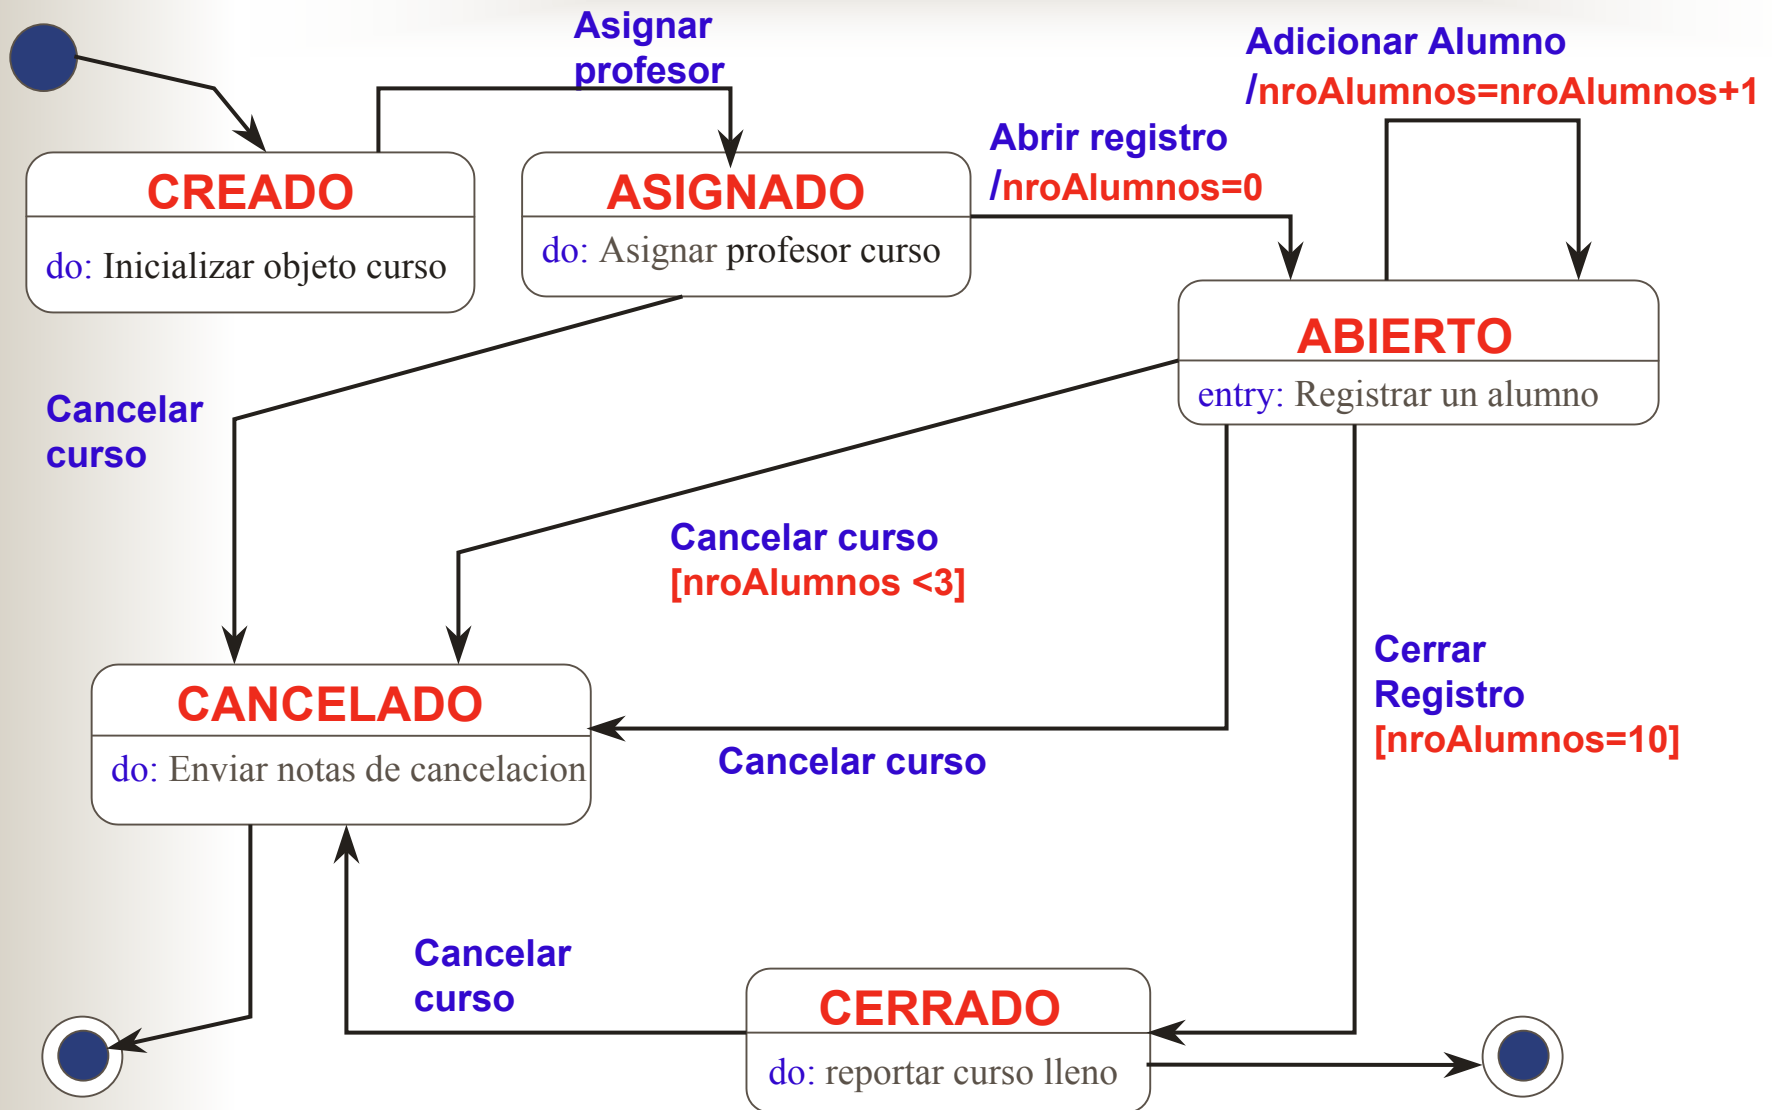 Asignar
profesor
Adicionar Alumno
/nroAlumnos=nroAlumnos+1
Abrir registro
/nroAlumnos=0
CREADO
do: Inicializar objeto curso
ASIGNADO
do: Asignar profesor curso
ABIERTO
entry: Registrar un alumno
Cancelar
curso
Cancelar curso
[nroAlumnos <3]
Cerrar
Registro
[nroAlumnos=10]
CANCELADO
do: Enviar notas de cancelacion
Cancelar curso
Cancelar
curso
CERRADO
do: reportar curso lleno